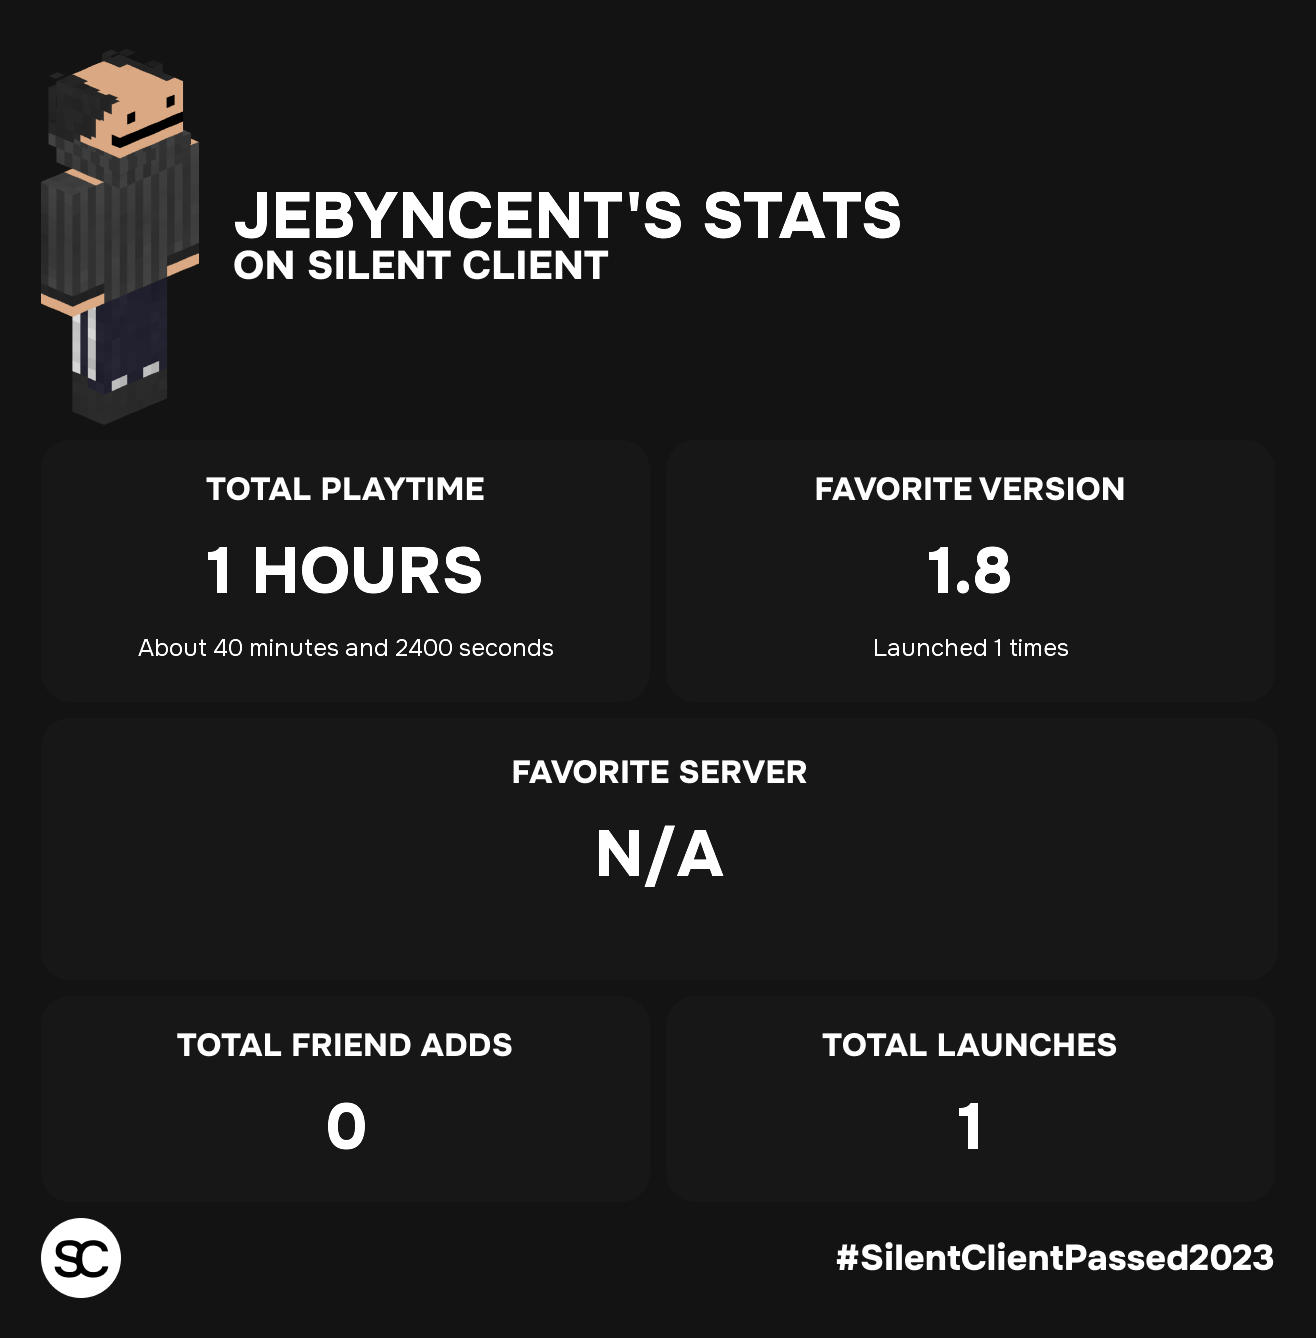 JEBYNCENT'S STATS
ON SILENT CLIENT
TOTAL PLAYTIME
1 HOURS
About 40 minutes and 2400 seconds
FAVORITE VERSION
1.8
Launched 1 times
FAVORITE SERVER
N/A
TOTAL FRIEND ADDS
0
TOTAL LAUNCHES
1
SC
#SilentClientPassed2023